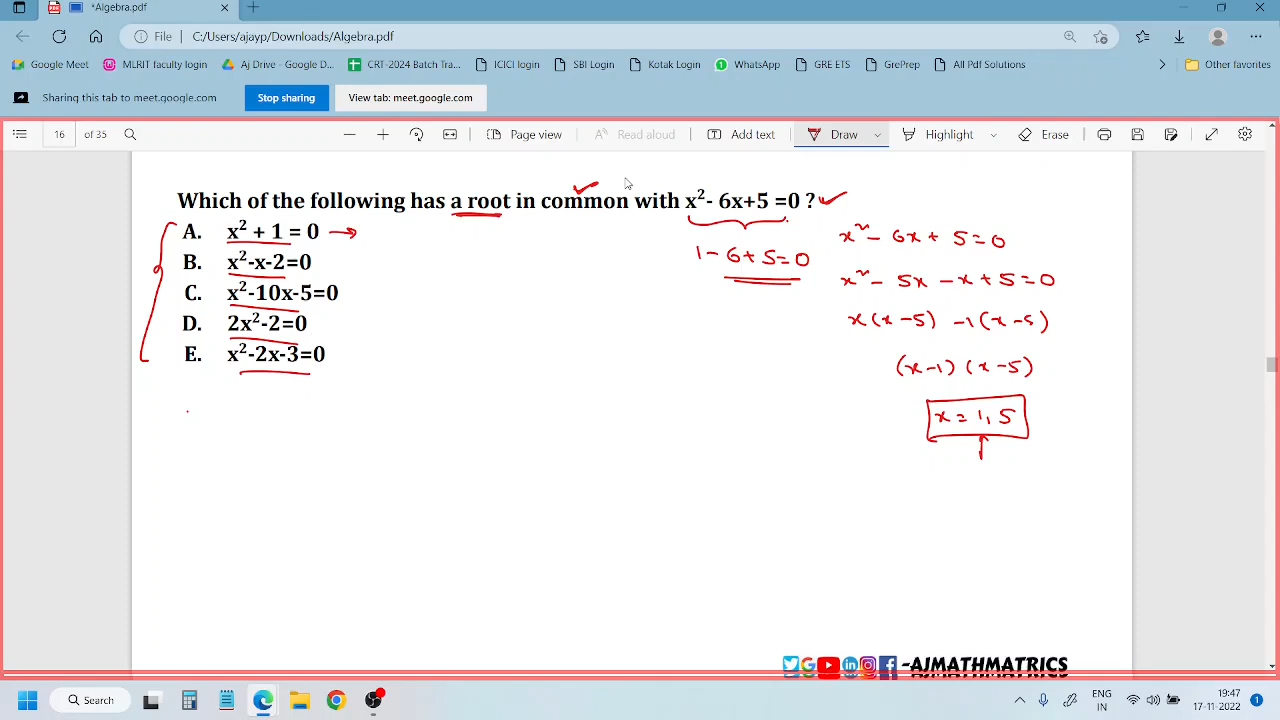 *Algebra.pdf
File C:/Users/ajayp/Downloads/Algebra.pdf
Google Meet MLRIT faculty login Aj Drive - Google D... CRT -2024 Batch Tra... ICICI login SBI Login Kotak Login WhatsApp GRE ETS GrePrep All Pdf Solutions Other favorites
Sharing this tab to meet.google.com Stop sharing View tab: meet.google.com
16 of 35 Page view Read aloud Add text Draw Highlight Erase
Which of the following has a root in common with x²- 6x+5 =0 ?
A. x² + 1 = 0
B. x²-x-2=0
C. x²-10x-5=0
D. 2x²-2=0
E. x²-2x-3=0
1 - 6 + 5 = 0
x² - 6x + 5 = 0
x² - 5x - x + 5 = 0
x(x-5) -1(x-5)
(x-1) (x-5)
x = 1, 5
-AJMATHMATRICS
Search
ENG
IN
19:47
17-11-2022
1